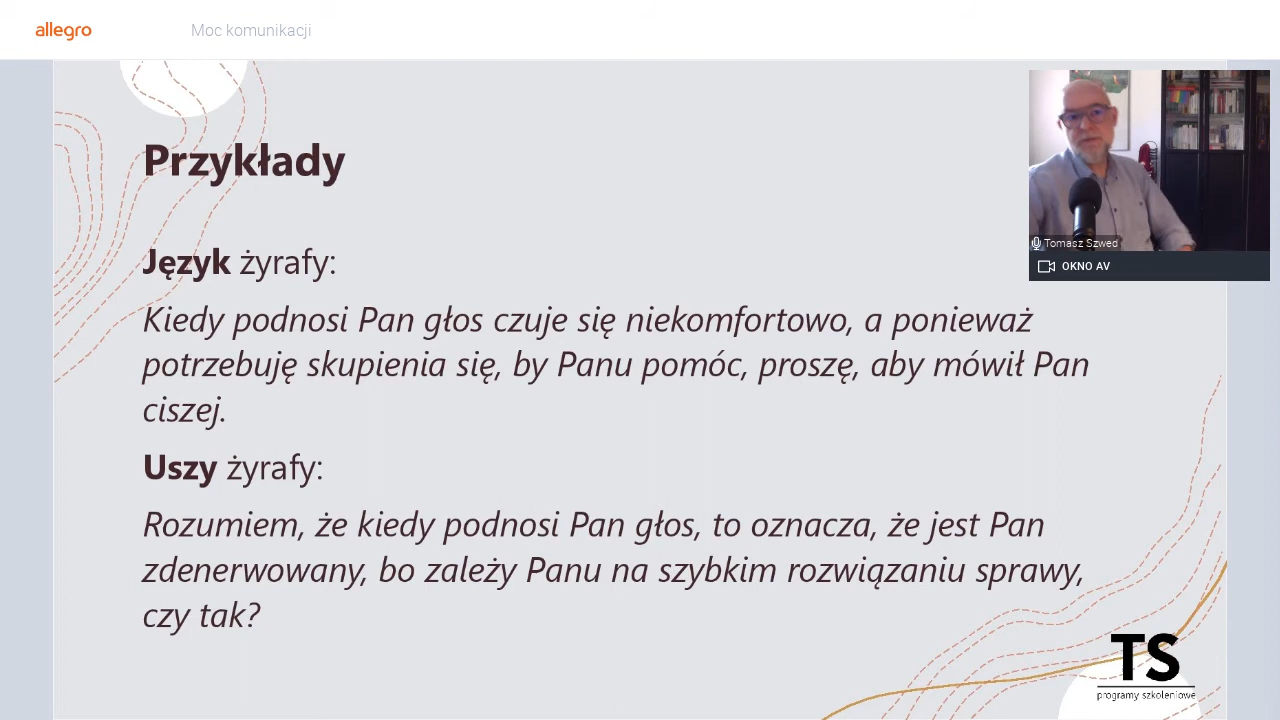 allegro
Moc komunikacji
Przykłady
Język żyrafy:
Kiedy podnosi Pan głos czuje się niekomfortowo, a ponieważ
potrzebuję skupienia się, by Panu pomóc, proszę, aby mówił Pan
ciszej.
Uszy żyrafy:
Rozumiem, że kiedy podnosi Pan głos, to oznacza, że jest Pan
zdenerwowany, bo zależy Panu na szybkim rozwiązaniu sprawy,
czy tak?
Tomasz Szwed
OKNO AV
TS
programy szkoleniowe